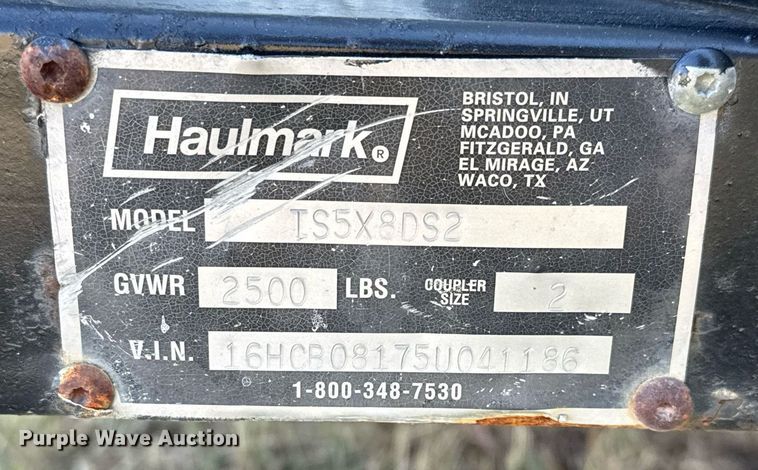 Haulmark®
BRISTOL, IN
SPRINGVILLE, UT
MCADOO, PA
FITZGERALD, GA
EL MIRAGE, AZ
WACO, TX
MODEL TS5X8DS2
GVWR 2500 LBS. COUPLER SIZE 2
V.I.N. 16HCB08175U041186
1-800-348-7530
Purple Wave Auction